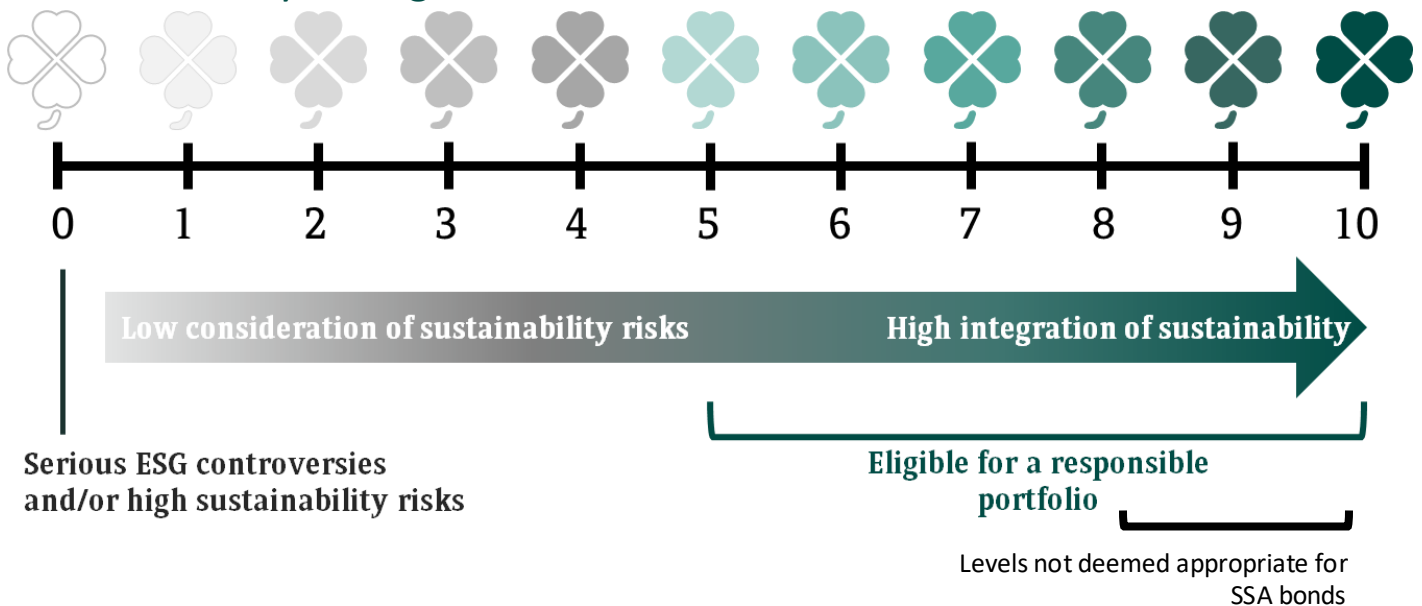 0 1 2 3 4 5 6 7 8 9 10
Low consideration of sustainability risks High integration of sustainability
Serious ESG controversies
and/or high sustainability risks
Eligible for a responsible
portfolio
Levels not deemed appropriate for
SSA bonds